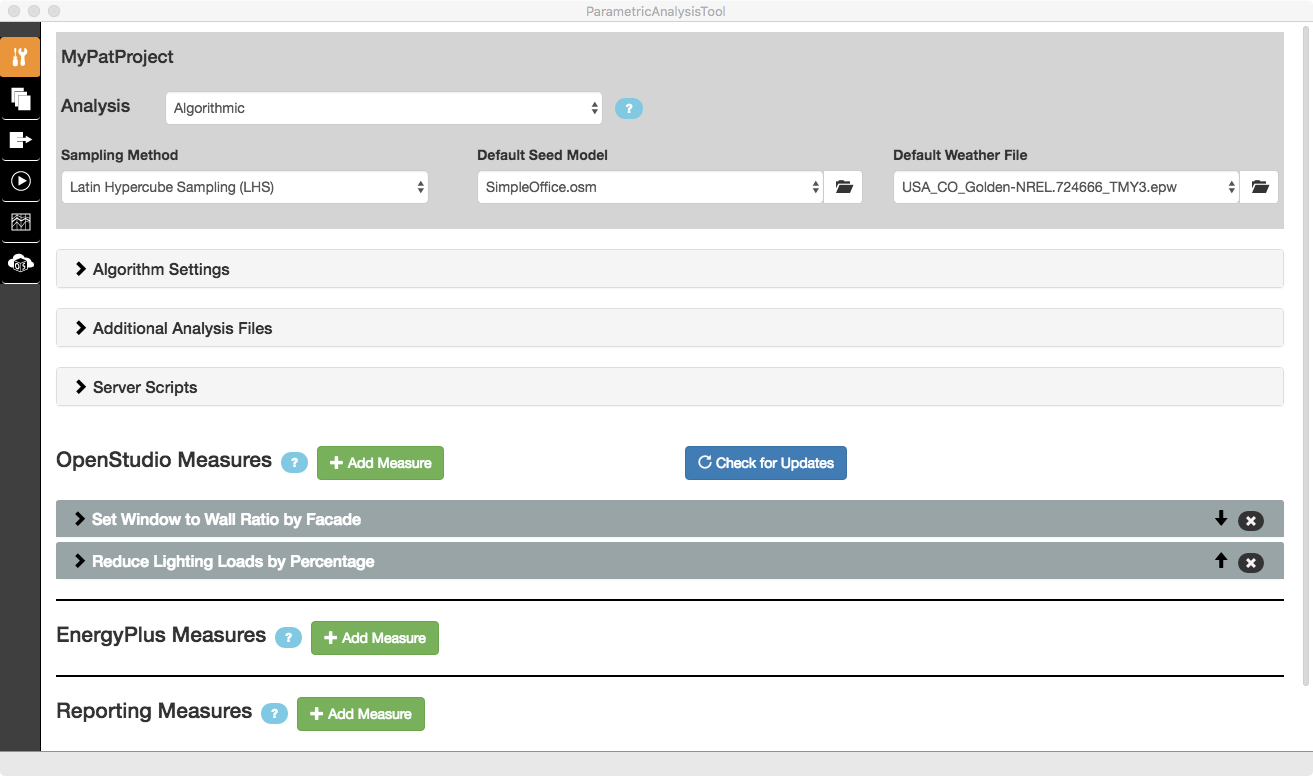 ParametricAnalysisTool
MyPatProject
Analysis Algorithmic ?
Sampling Method Default Seed Model Default Weather File
Latin Hypercube Sampling (LHS) SimpleOffice.osm USA_CO_Golden-NREL.724666_TMY3.epw
Algorithm Settings
Additional Analysis Files
Server Scripts
OpenStudio Measures ? Add Measure Check for Updates
Set Window to Wall Ratio by Facade
Reduce Lighting Loads by Percentage
EnergyPlus Measures ? Add Measure
Reporting Measures ? Add Measure